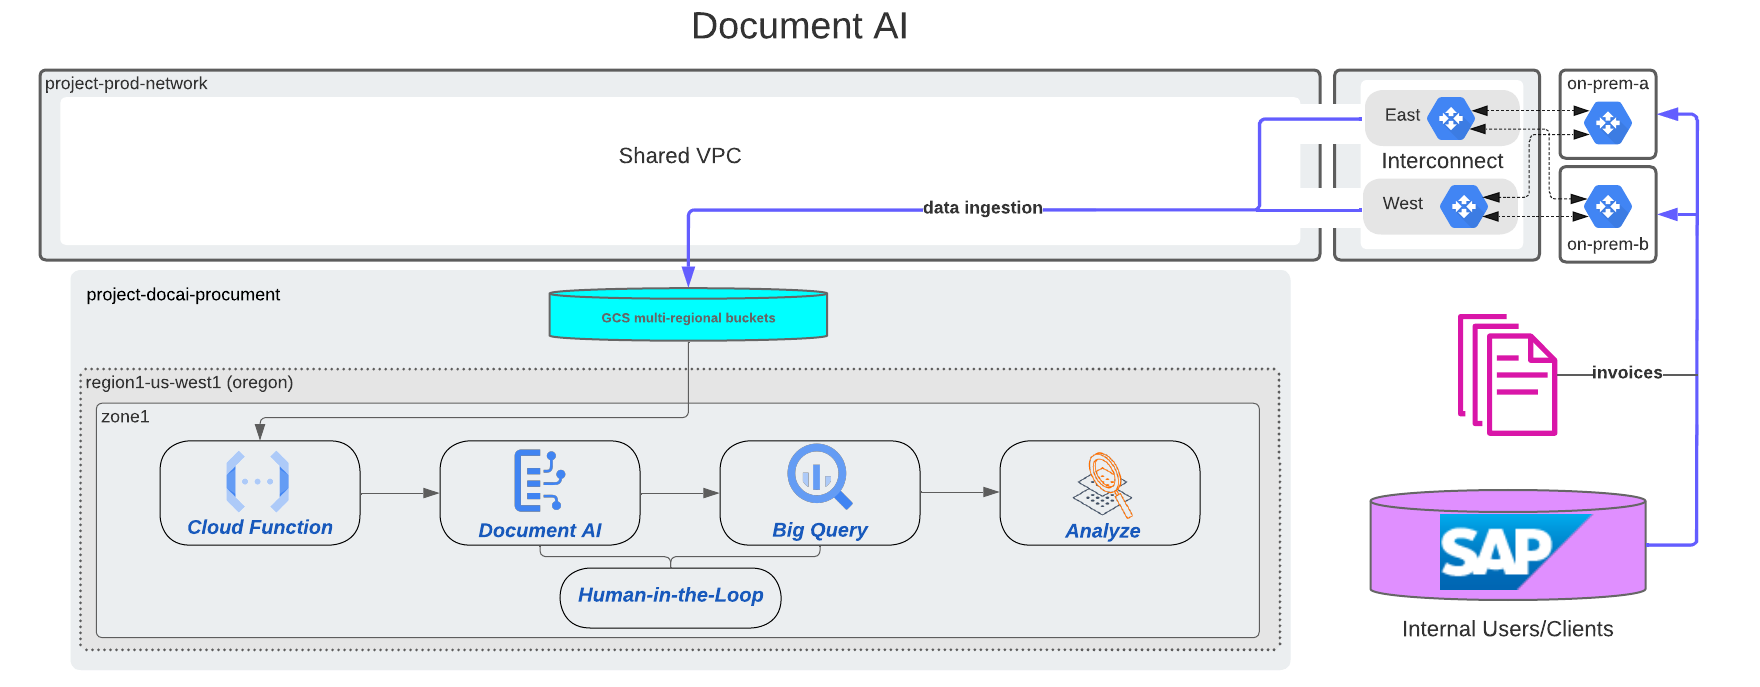 Document AI
project-prod-network
Shared VPC
data ingestion
East
Interconnect
West
on-prem-a
on-prem-b
project-docai-procument
GCS multi-regional buckets
region1-us-west1 (oregon)
zone1
Cloud Function
Document AI
Big Query
Analyze
Human-in-the-Loop
invoices
SAP
Internal Users/Clients